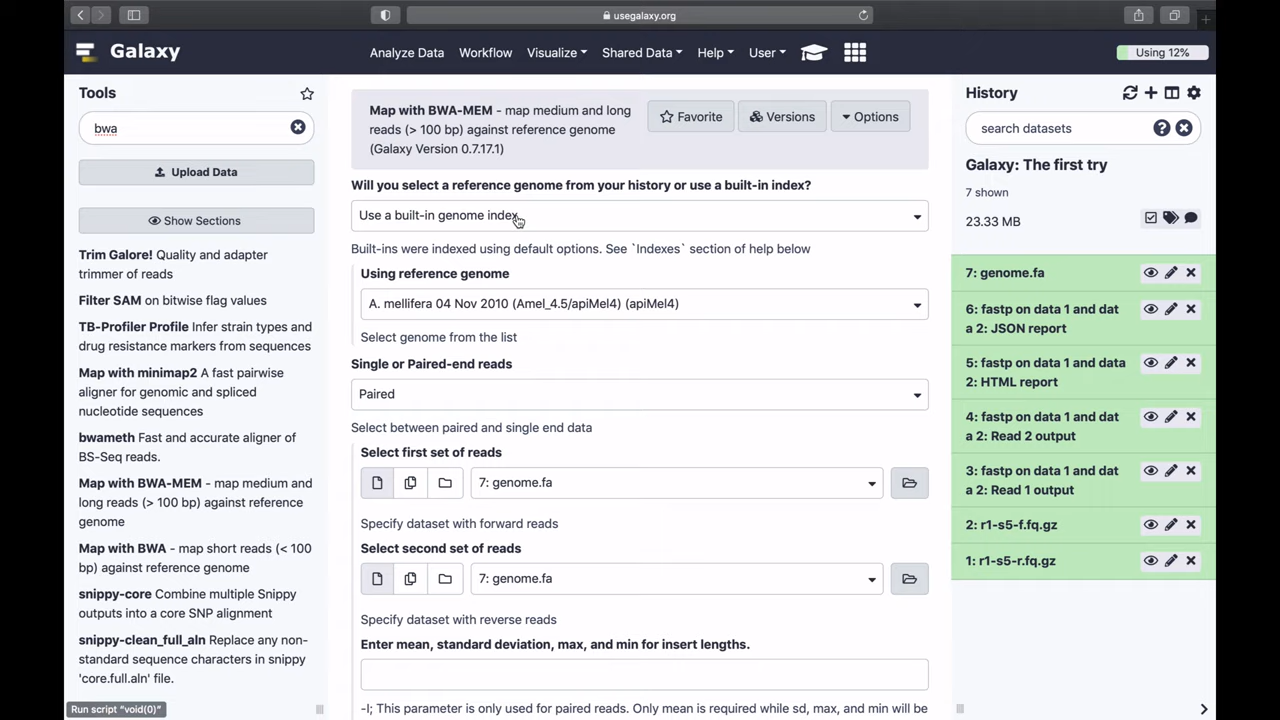 usegalaxy.org
Galaxy
Analyze Data
Workflow
Visualize
Shared Data
Help
User
Using 12%
Tools
bwa
Upload Data
Show Sections
Trim Galore! Quality and adapter
trimmer of reads
Filter SAM on bitwise flag values
TB-Profiler Profile Infer strain types and
drug resistance markers from sequences
Map with minimap2 A fast pairwise
aligner for genomic and spliced
nucleotide sequences
bwameth Fast and accurate aligner of
BS-Seq reads.
Map with BWA-MEM - map medium and
long reads (> 100 bp) against reference
genome
Map with BWA - map short reads (< 100
bp) against reference genome
snippy-core Combine multiple Snippy
outputs into a core SNP alignment
snippy-clean_full_aln Replace any non-
standard sequence characters in snippy
'core.full.aln' file.
Run script "void(0)"
Map with BWA-MEM - map medium and long
reads (> 100 bp) against reference genome
(Galaxy Version 0.7.17.1)
Favorite
Versions
Options
Will you select a reference genome from your history or use a built-in index?
Use a built-in genome index
Built-ins were indexed using default options. See `Indexes` section of help below
Using reference genome
A. mellifera 04 Nov 2010 (Amel_4.5/apiMel4) (apiMel4)
Select genome from the list
Single or Paired-end reads
Paired
Select between paired and single end data
Select first set of reads
7: genome.fa
Specify dataset with forward reads
Select second set of reads
7: genome.fa
Specify dataset with reverse reads
Enter mean, standard deviation, max, and min for insert lengths.
-I; This parameter is only used for paired reads. Only mean is required while sd, max, and min will be
History
search datasets
Galaxy: The first try
7 shown
23.33 MB
7: genome.fa
6: fastp on data 1 and dat
a 2: JSON report
5: fastp on data 1 and data
2: HTML report
4: fastp on data 1 and dat
a 2: Read 2 output
3: fastp on data 1 and dat
a 2: Read 1 output
2: r1-s5-f.fq.gz
1: r1-s5-r.fq.gz